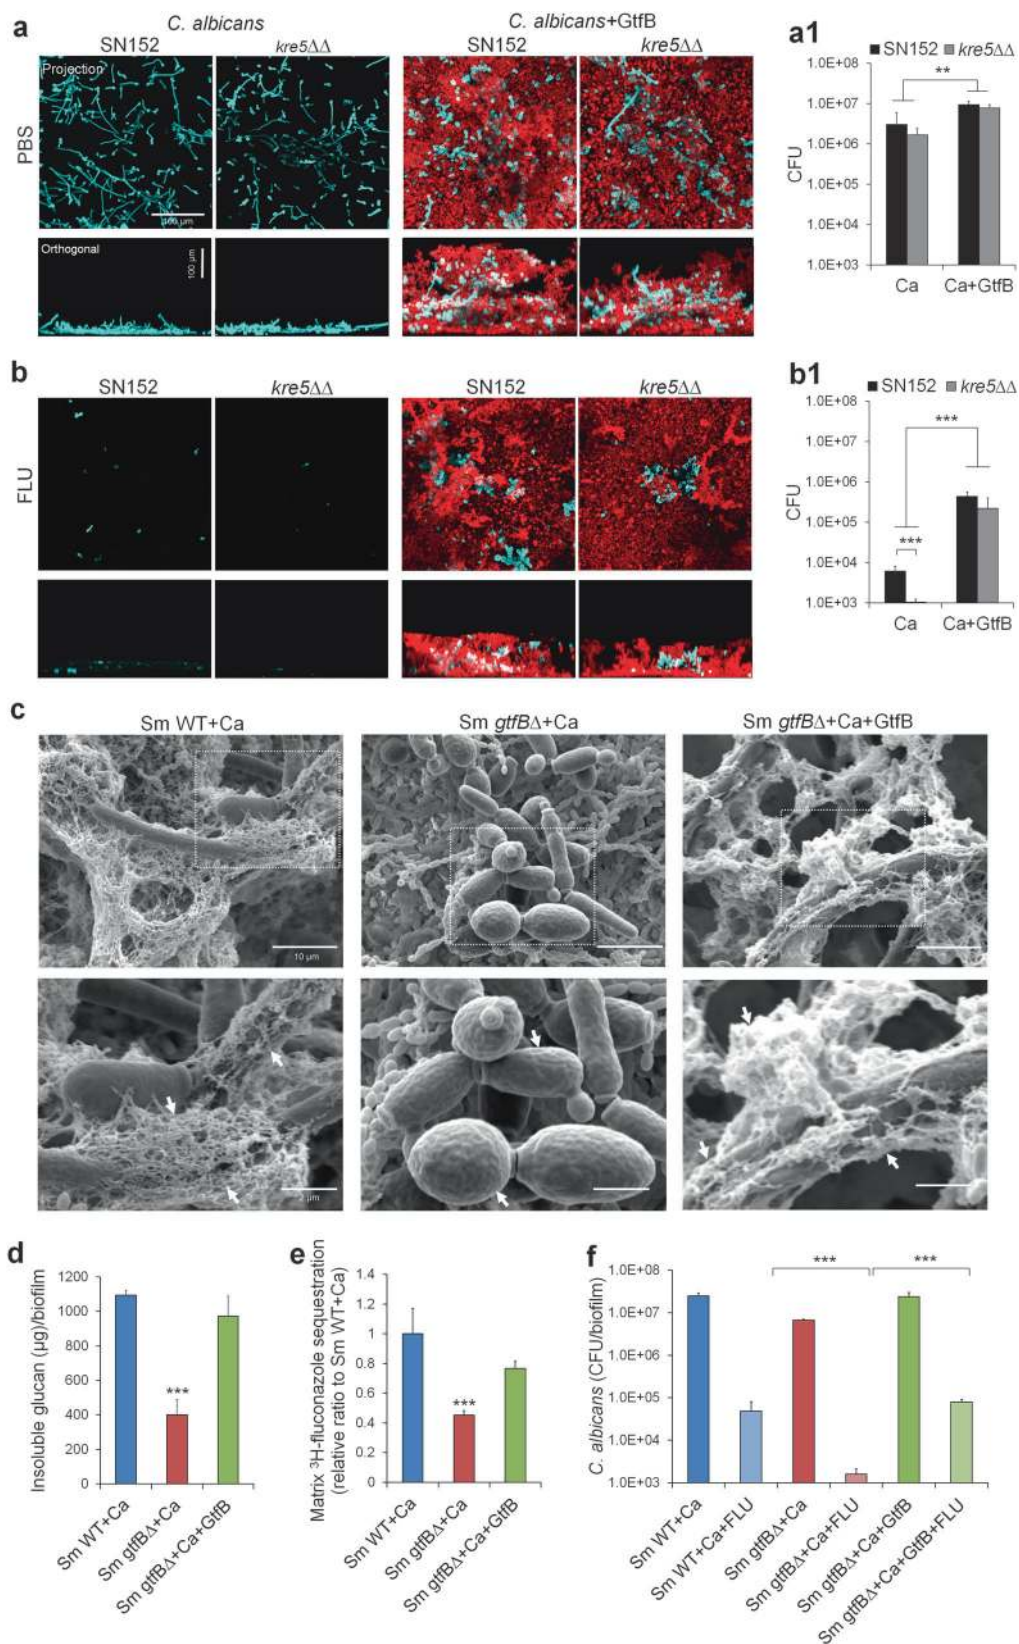 a
C. albicans
C. albicans+GtfB
SN152
kre5ΔΔ
SN152
kre5ΔΔ
PBS
Projection
100 µm
Orthogonal
100 µm
a1
SN152 kre5ΔΔ
1.0E+08
1.0E+07
1.0E+06
1.0E+05
1.0E+04
1.0E+03
CFU
**
Ca
Ca+GtfB
b
SN152
kre5ΔΔ
SN152
kre5ΔΔ
FLU
b1
SN152 kre5ΔΔ
1.0E+08
1.0E+07
1.0E+06
1.0E+05
1.0E+04
1.0E+03
CFU
***
***
Ca
Ca+GtfB
c
Sm WT+Ca
Sm gtfBΔ+Ca
Sm gtfBΔ+Ca+GtfB
10 µm
2 µm
d
Insoluble glucan (µg)/biofilm
1200
1000
800
600
400
200
0
***
Sm WT+Ca
Sm gtfBΔ+Ca
Sm gtfBΔ+Ca+GtfB
e
Matrix ³H-fluconazole sequestration
(relative ratio to Sm WT+Ca)
1.4
1.2
1
0.8
0.6
0.4
0.2
0
***
Sm WT+Ca
Sm gtfBΔ+Ca
Sm gtfBΔ+Ca+GtfB
f
C. albicans (CFU/biofilm)
1.0E+08
1.0E+07
1.0E+06
1.0E+05
1.0E+04
1.0E+03
***
***
Sm WT+Ca
Sm WT+Ca+FLU
Sm gtfBΔ+Ca
Sm gtfBΔ+Ca+FLU
Sm gtfBΔ+Ca+GtfB
Sm gtfBΔ+Ca+GtfB+FLU